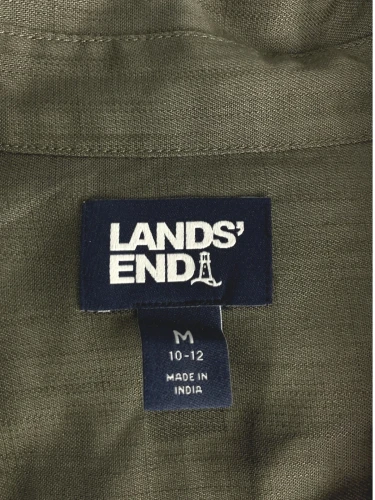 LANDS'
END
M
10-12
MADE IN
INDIA